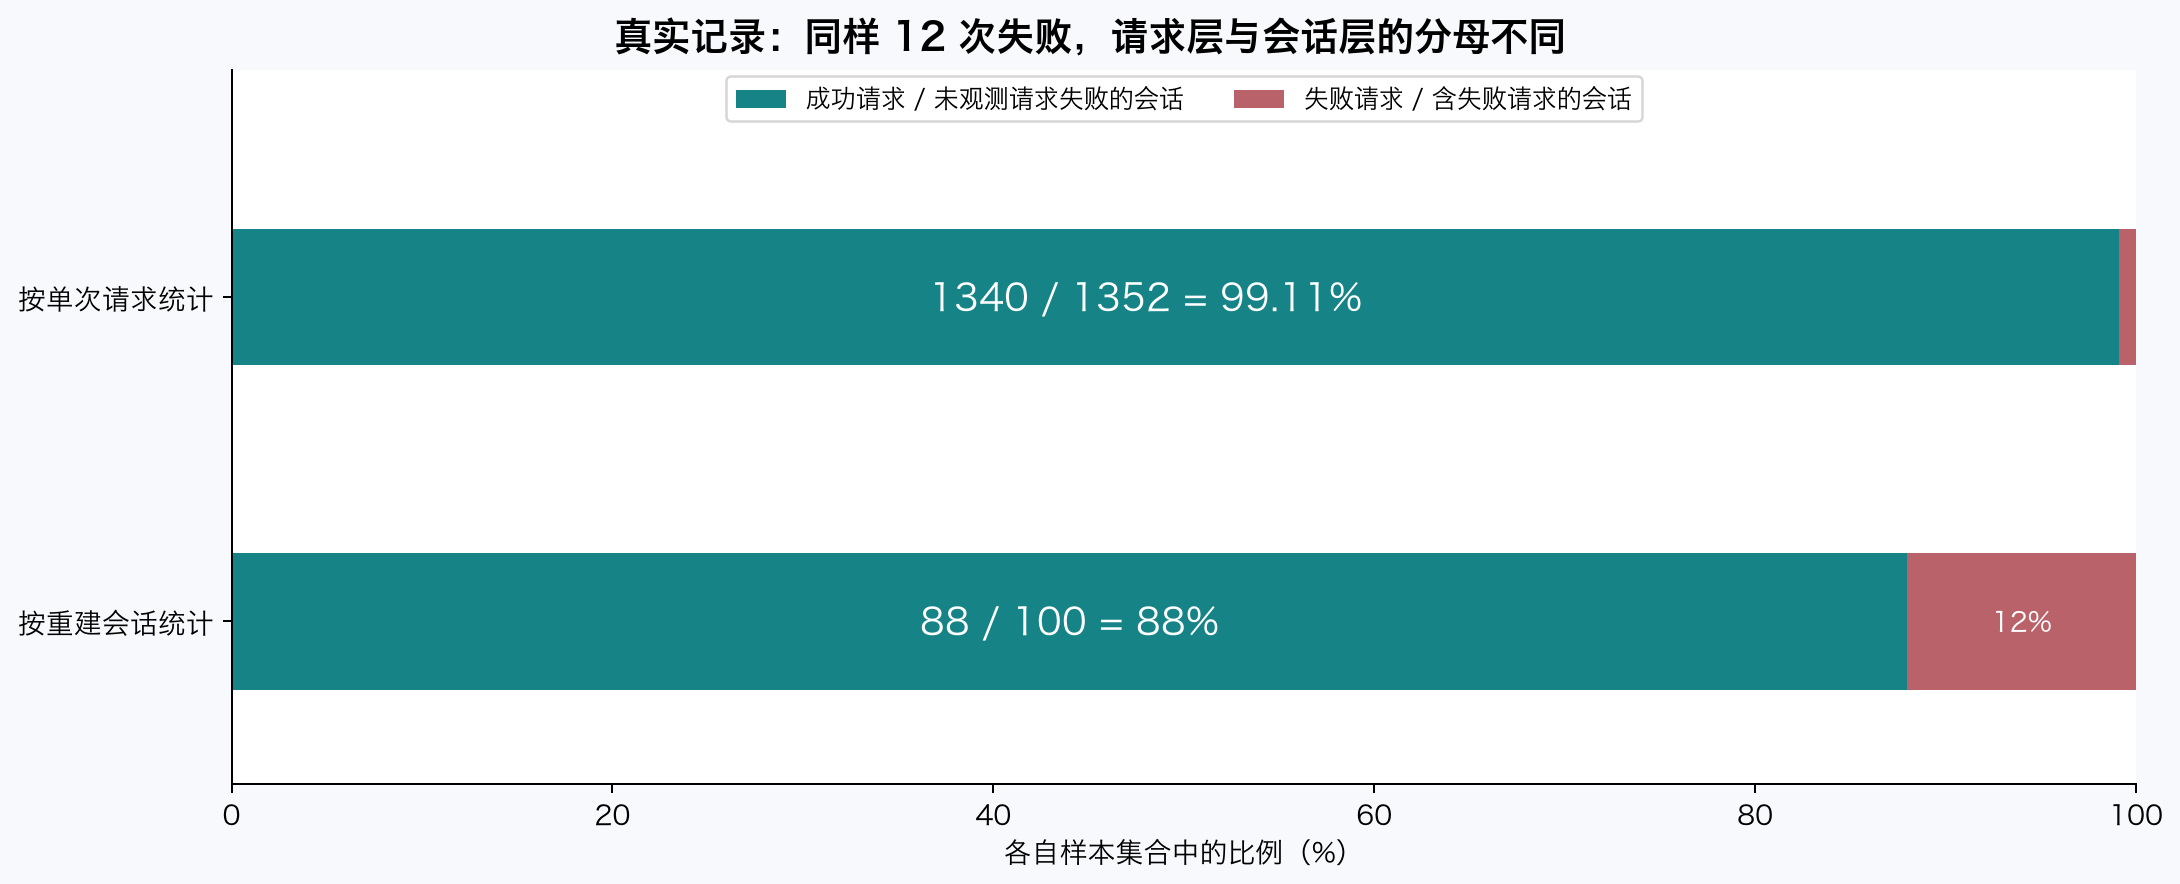 真实记录：同样 12 次失败，请求层与会话层的分母不同
成功请求 / 未观测请求失败的会话
失败请求 / 含失败请求的会话
按单次请求统计
1340 / 1352 = 99.11%
按重建会话统计
88 / 100 = 88%
12%
0
20
40
60
80
100
各自样本集合中的比例（%）